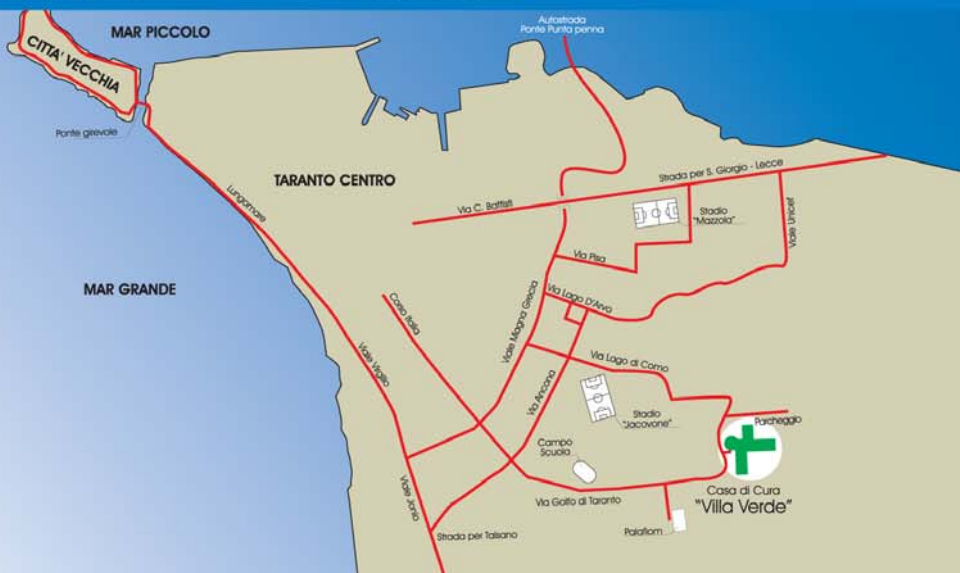 Autostrada
Ponte Punta penna
MAR PICCOLO
CITTA' VECCHIA
Ponte girevole
TARANTO CENTRO
Strada per S. Giorgio - Lecce
Via C. Battisti
Stadio
"Mazzola"
Viale Unicef
Lungomare
Via Pisa
MAR GRANDE
Via Lago D'Arvo
Corso Italia
Viale Magna Grecia
Viale Virgilio
Via Lago di Como
Via Ancona
Stadio
"Jacovone"
Parcheggio
Campo
Scuola
Viale Jonio
Casa di Cura
"Villa Verde"
Via Golfo di Taranto
Strada per Talsano
Palafiom